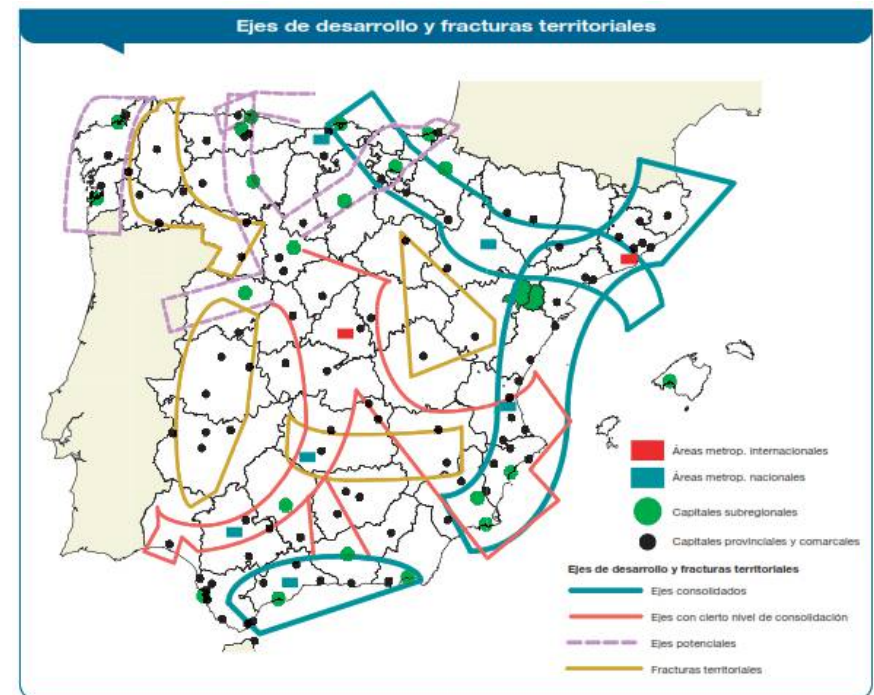 Ejes de desarrollo y fracturas territoriales
Áreas metrop. internacionales
Áreas metrop. nacionales
Capitales subregionales
Capitales provinciales y comarcales
Ejes de desarrollo y fracturas territoriales
Ejes consolidados
Ejes con cierto nivel de consolidación
Ejes potenciales
Fracturas territoriales